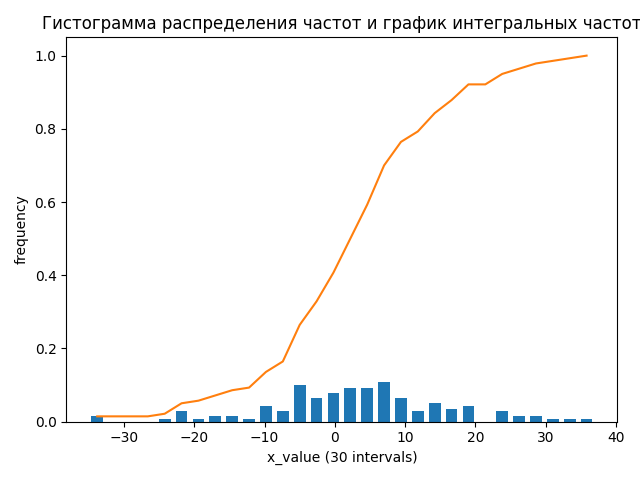 Гистограмма распределения частот и график интегральных частот
1.0
0.8
0.6
0.4
0.2
0.0
frequency
−30 −20 −10 0 10 20 30 40
x_value (30 intervals)